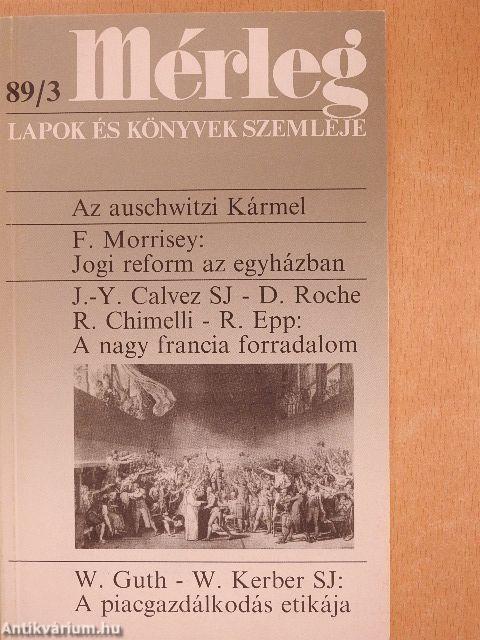 89/3 Mérleg
LAPOK ÉS KÖNYVEK SZEMLÉJE
Az auschwitzi Kármel
F. Morrisey:
Jogi reform az egyházban
J.-Y. Calvez SJ - D. Roche
R. Chimelli - R. Epp:
A nagy francia forradalom
W. Guth - W. Kerber SJ:
A piacgazdálkodás etikája
Antikvárium.hu